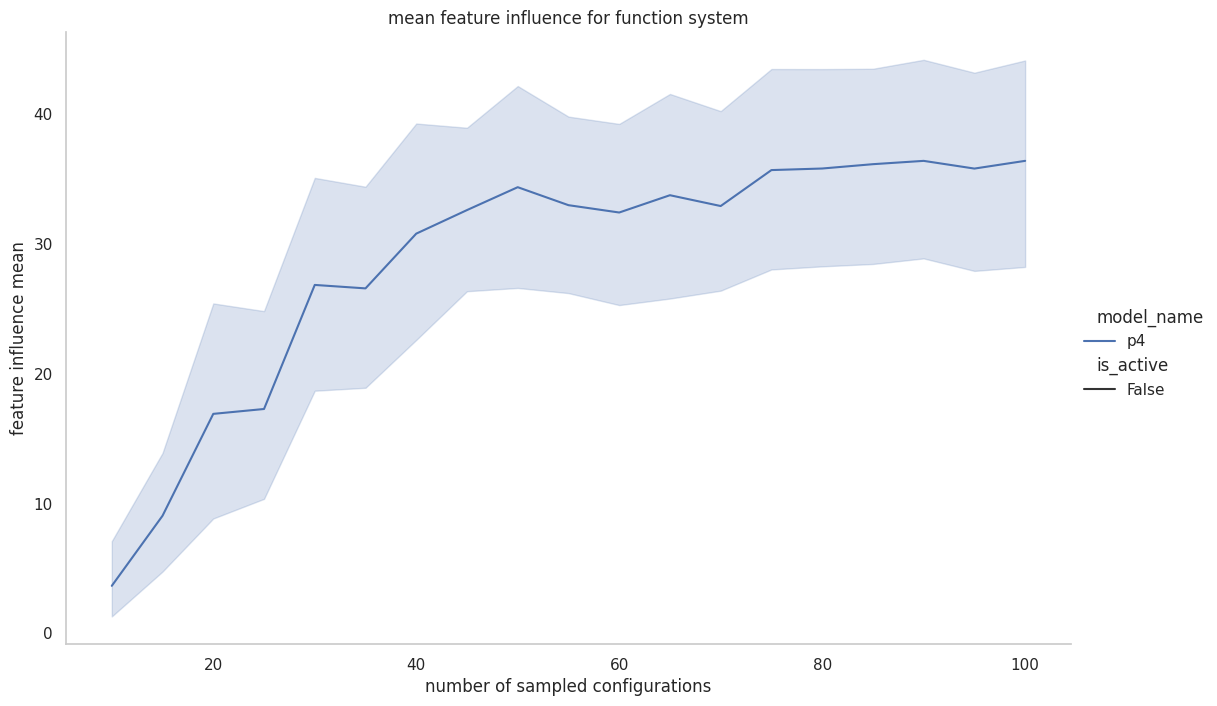 mean feature influence for function system
feature influence mean
40
30
20
10
0
20
40
60
80
100
number of sampled configurations
model_name
p4
is_active
False